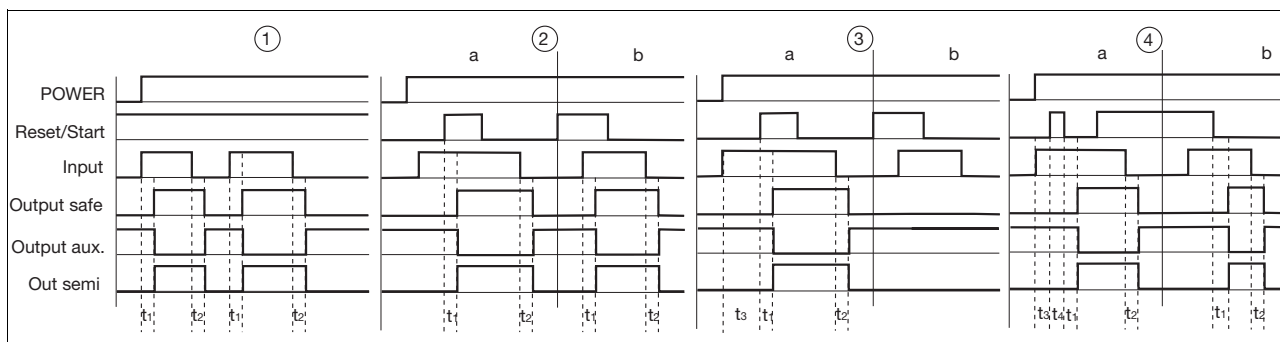 1 2 3 4
a b a b a b
POWER
Reset/Start
Input
Output safe
Output aux.
Out semi
t1 t2 t1 t2 t1 t2 t1 t2 t3 t1 t2 t3 t4 t1 t2 t1 t2